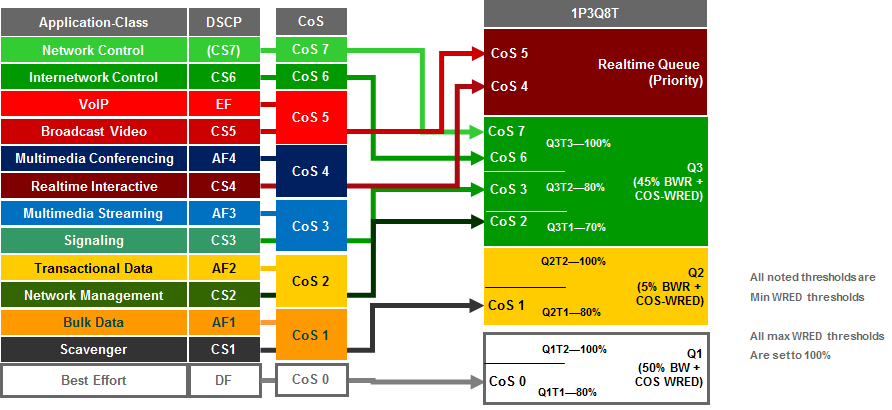 Application-Class DSCP CoS 1P3Q8T
Network Control (CS7) CoS 7
Internetwork Control CS6 CoS 6
VoIP EF CoS 5
Broadcast Video CS5
Multimedia Conferencing AF4 CoS 4
Realtime Interactive CS4
Multimedia Streaming AF3 CoS 3
Signaling CS3
Transactional Data AF2 CoS 2
Network Management CS2
Bulk Data AF1 CoS 1
Scavenger CS1
Best Effort DF CoS 0
CoS 5
CoS 4
Realtime Queue
(Priority)
CoS 7
Q3T3—100%
CoS 6
CoS 3
Q3T2—80%
CoS 2
Q3T1—70%
Q3
(45% BWR +
COS-WRED)
Q2T2—100%
CoS 1
Q2T1—80%
Q2
(5% BWR +
COS-WRED)
Q1T2—100%
CoS 0
Q1T1—80%
Q1
(50% BW +
COS WRED)
All noted thresholds are
Min WRED thresholds
All max WRED thresholds
Are set to 100%